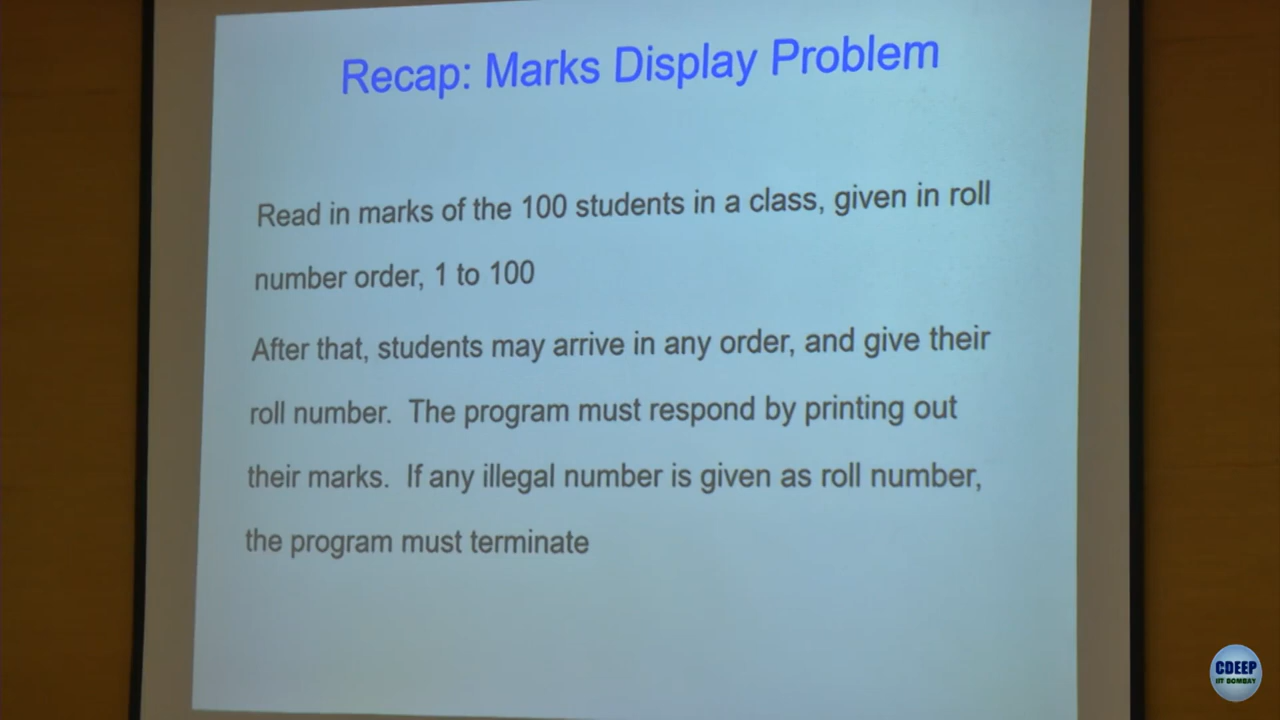 Recap: Marks Display Problem
Read in marks of the 100 students in a class, given in roll
number order, 1 to 100
After that, students may arrive in any order, and give their
roll number. The program must respond by printing out
their marks. If any illegal number is given as roll number,
the program must terminate
CDEEP
IIT BOMBAY